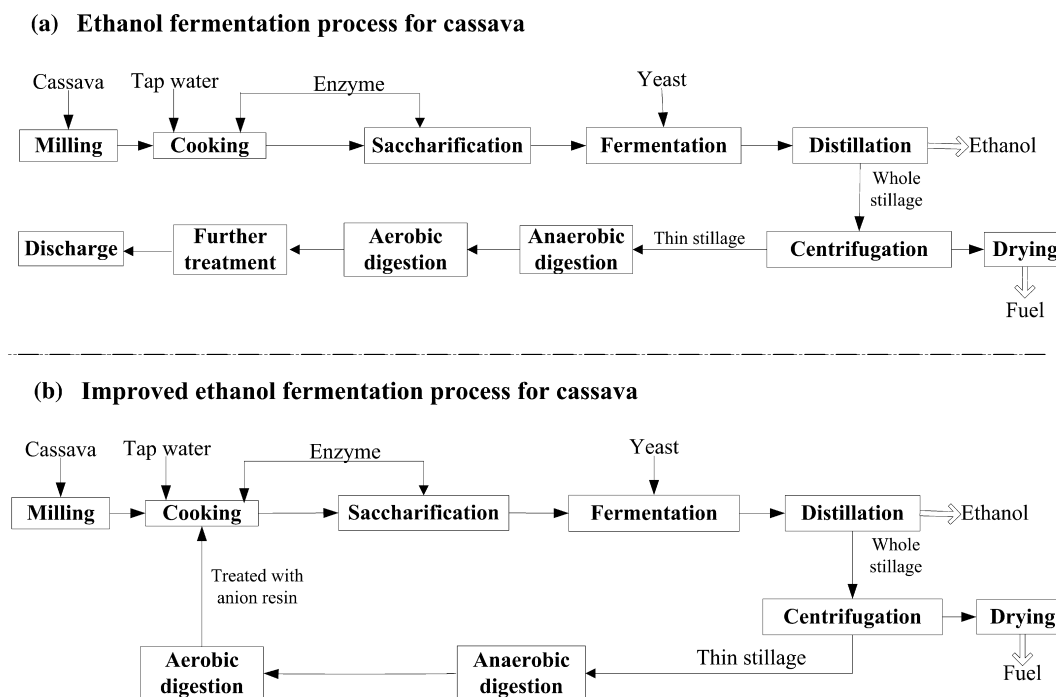 (a) Ethanol fermentation process for cassava
Cassava
Tap water
Enzyme
Yeast
Milling
Cooking
Saccharification
Fermentation
Distillation
Ethanol
Whole
stillage
Discharge
Further
treatment
Aerobic
digestion
Anaerobic
digestion
Thin stillage
Centrifugation
Drying
Fuel
(b) Improved ethanol fermentation process for cassava
Cassava
Tap water
Enzyme
Yeast
Milling
Cooking
Saccharification
Fermentation
Distillation
Ethanol
Whole
stillage
Treated with
anion resin
Centrifugation
Drying
Thin stillage
Aerobic
digestion
Anaerobic
digestion
Fuel